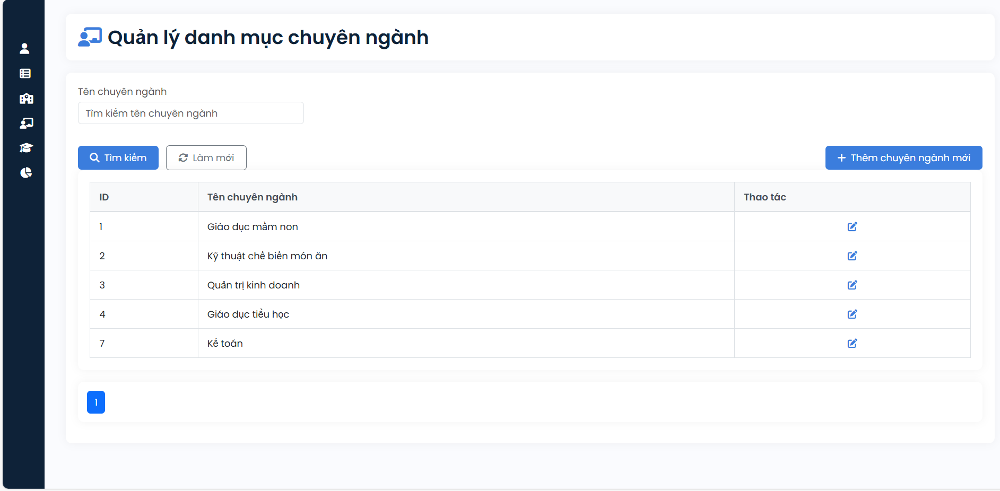 Quản lý danh mục chuyên ngành
Tên chuyên ngành
Tìm kiếm tên chuyên ngành
Tìm kiếm Làm mới Thêm chuyên ngành mới
ID Tên chuyên ngành Thao tác
1 Giáo dục mầm non
2 Kỹ thuật chế biến món ăn
3 Quản trị kinh doanh
4 Giáo dục tiểu học
7 Kế toán
1